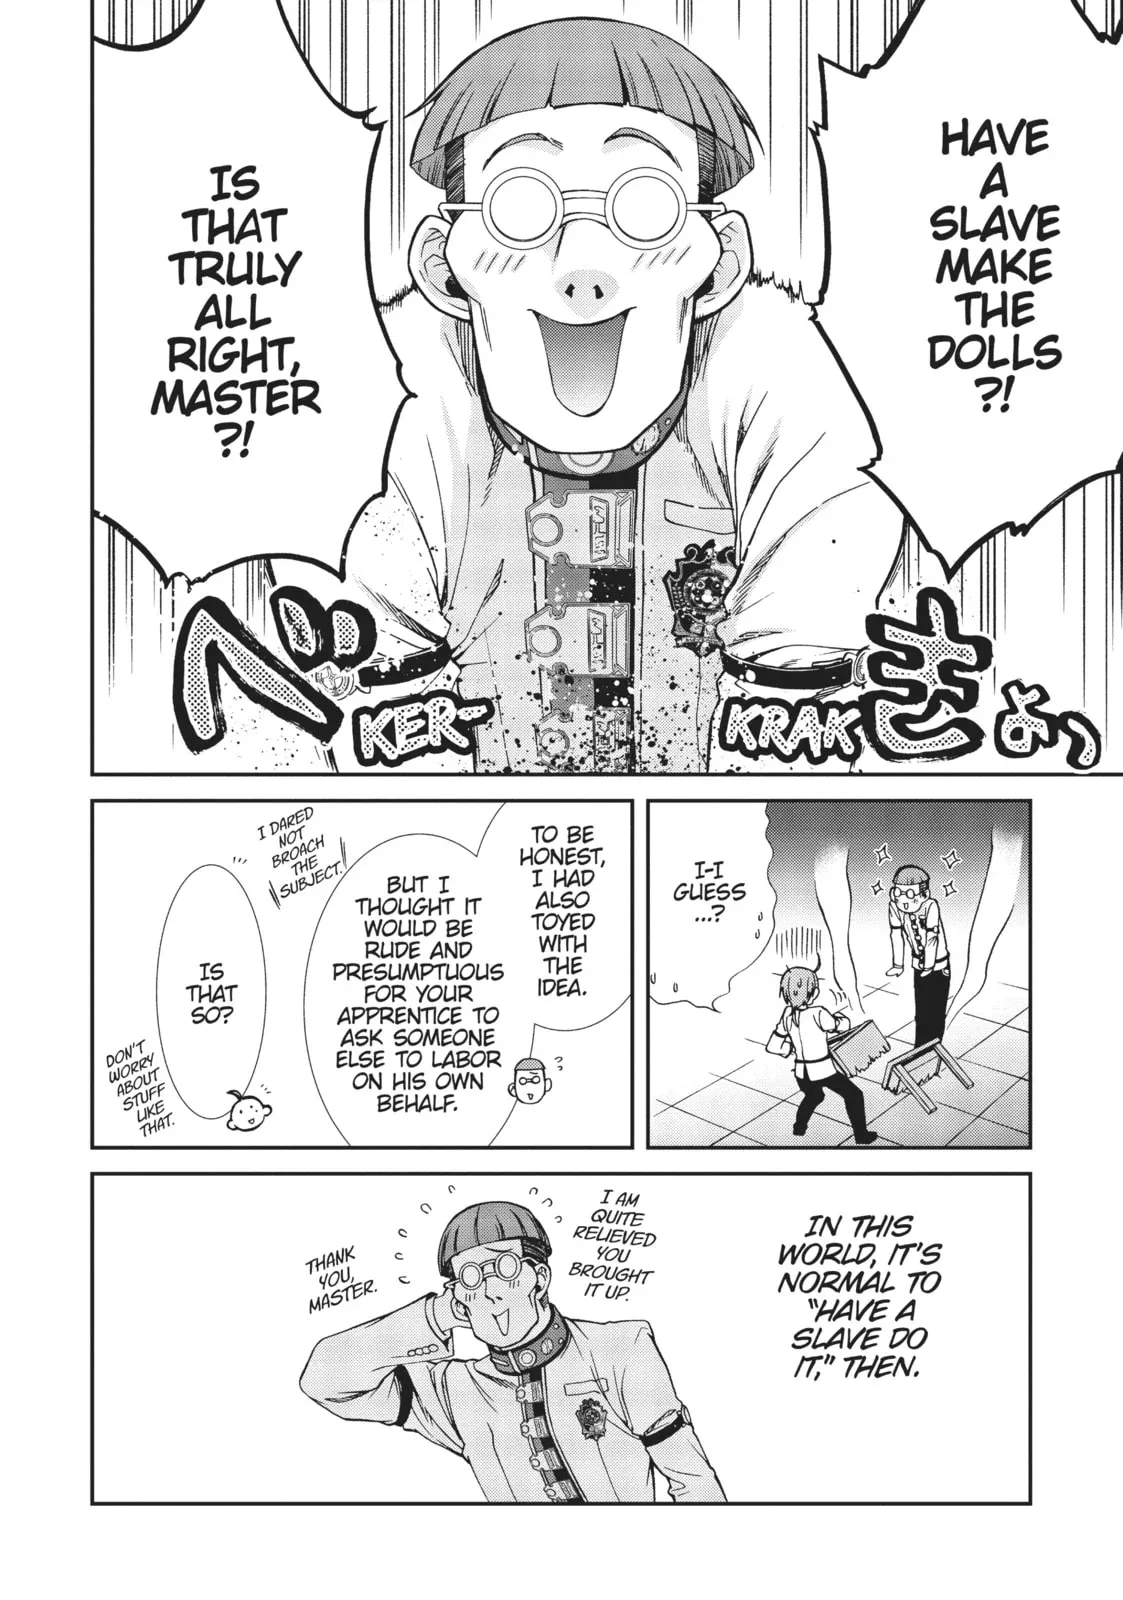 HAVE
A
SLAVE
MAKE
THE
DOLLS
?!
IS
THAT
TRULY
ALL
RIGHT,
MASTER
?!
べきょっ
KER-
KRAK
I-I
GUESS
...?
TO BE
HONEST,
I HAD
ALSO
TOYED
WITH
THE
IDEA.
BUT I
THOUGHT IT
WOULD BE
RUDE AND
PRESUMPTUOUS
FOR YOUR
APPRENTICE TO
ASK SOMEONE
ELSE TO LABOR
ON HIS OWN
BEHALF.
I DARED
NOT
BROACH
THE
SUBJECT.
IS
THAT
SO?
DON'T
WORRY
ABOUT
STUFF
LIKE
THAT.
IN THIS
WORLD, IT'S
NORMAL TO
"HAVE A
SLAVE DO
IT," THEN.
I AM
QUITE
RELIEVED
YOU
BROUGHT
IT UP.
THANK
YOU,
MASTER.